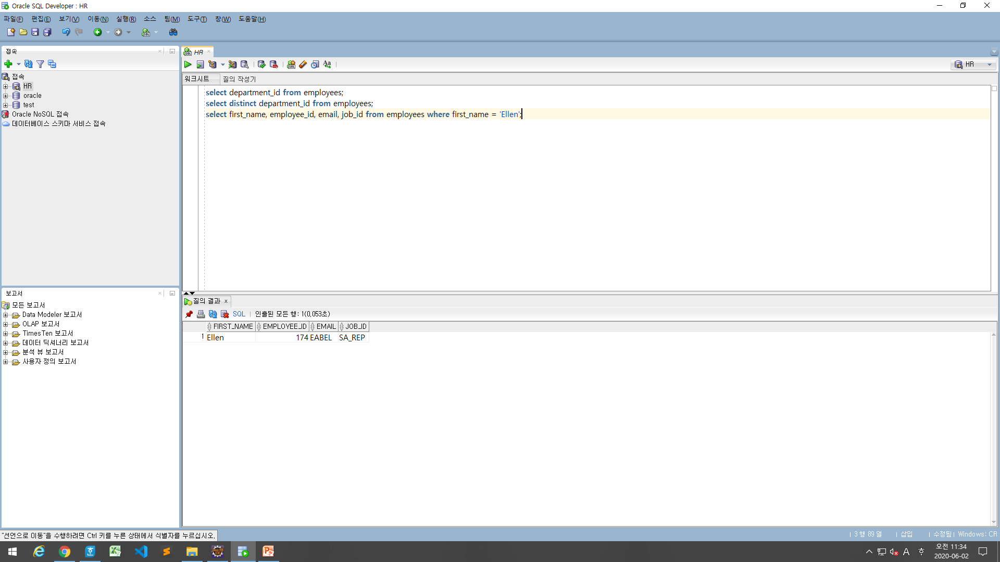 Oracle SQL Developer : HR
파일(F) 편집(E) 보기(V) 이동(N) 실행(R) 소스 팀(M) 도구(T) 창(W) 도움말(H)
접속
접속
HR
oracle
test
Oracle NoSQL 접속
데이터베이스 스키마 서비스 접속
보고서
모든 보고서
Data Modeler 보고서
OLAP 보고서
TimesTen 보고서
데이터 딕셔너리 보고서
분석 뷰 보고서
사용자 정의 보고서
HR
HR
워크시트 질의 작성기
select department_id from employees;
select distinct department_id from employees;
select first_name, employee_id, email, job_id from employees where first_name = 'Ellen';
질의 결과
SQL 인출된 모든 행: 1(0,053초)
FIRST_NAME EMPLOYEE_ID EMAIL JOB_ID
1 Ellen 174 EABEL SA_REP
"선언으로 이동"을 수행하려면 Ctrl 키를 누른 상태에서 식별자를 누르십시오.
3 행 89 열 삽입 수정됨 Windows: CR
A 오전 11:34
2020-06-02